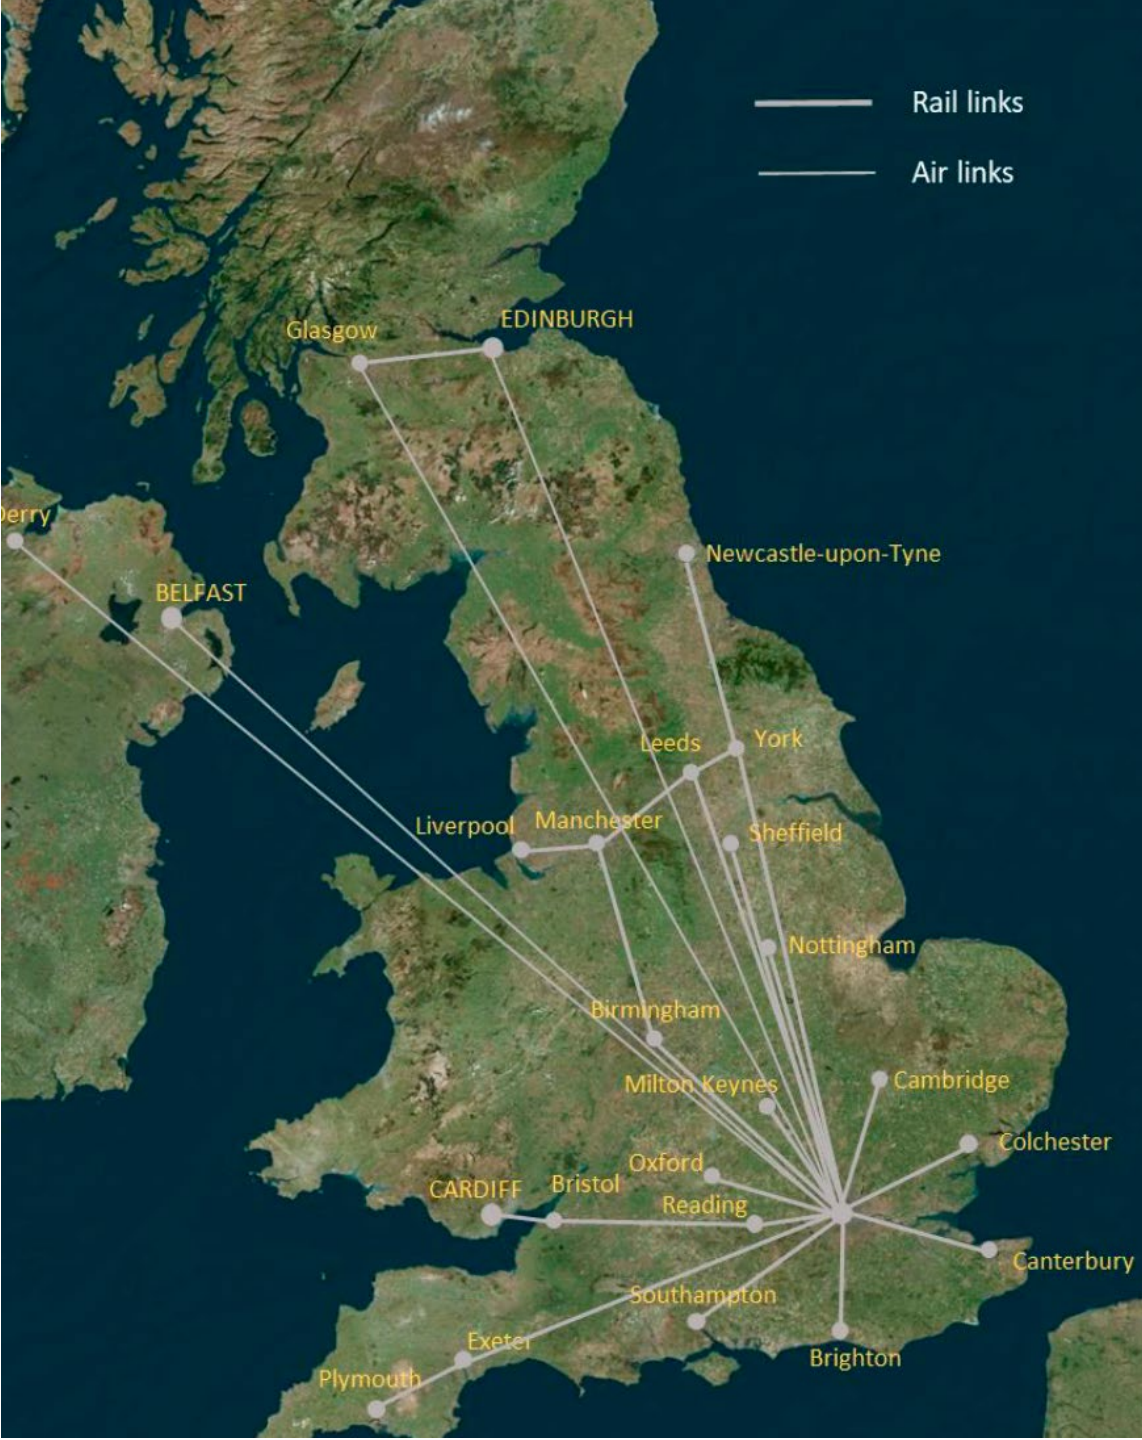 Rail links
Air links
EDINBURGH
Glasgow
Derry
Newcastle-upon-Tyne
BELFAST
Leeds
York
Liverpool
Manchester
Sheffield
Nottingham
Birmingham
Milton Keynes
Cambridge
Colchester
Oxford
CARDIFF
Bristol
Reading
Canterbury
Southampton
Exeter
Brighton
Plymouth